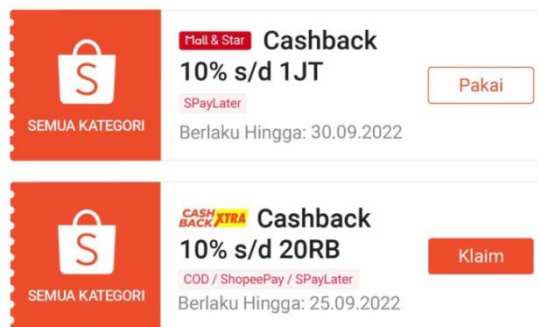 Mall & Star Cashback
10% s/d 1JT
SPayLater
Berlaku Hingga: 30.09.2022
Pakai
S
SEMUA KATEGORI
CASH BACK XTRA Cashback
10% s/d 20RB
COD / ShopeePay / SPayLater
Berlaku Hingga: 25.09.2022
Klaim
S
SEMUA KATEGORI